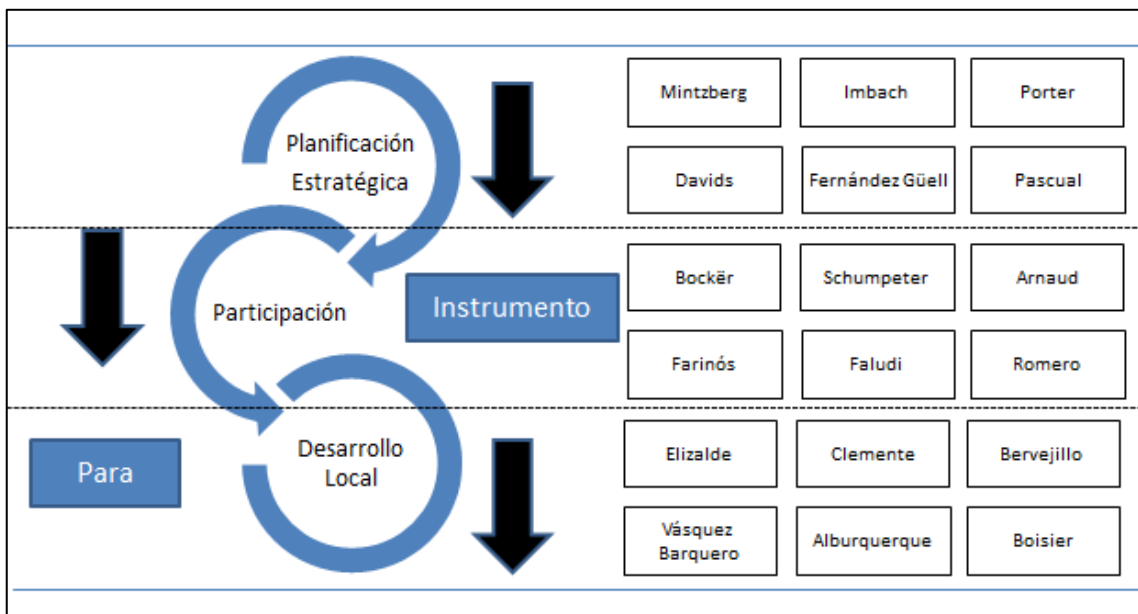 Planificación
Estratégica
Mintzberg
Imbach
Porter
Davids
Fernández Güell
Pascual
Participación
Instrumento
Bockër
Schumpeter
Arnaud
Farinós
Faludi
Romero
Para
Desarrollo
Local
Elizalde
Clemente
Bervejillo
Vásquez
Barquero
Alburquerque
Boisier